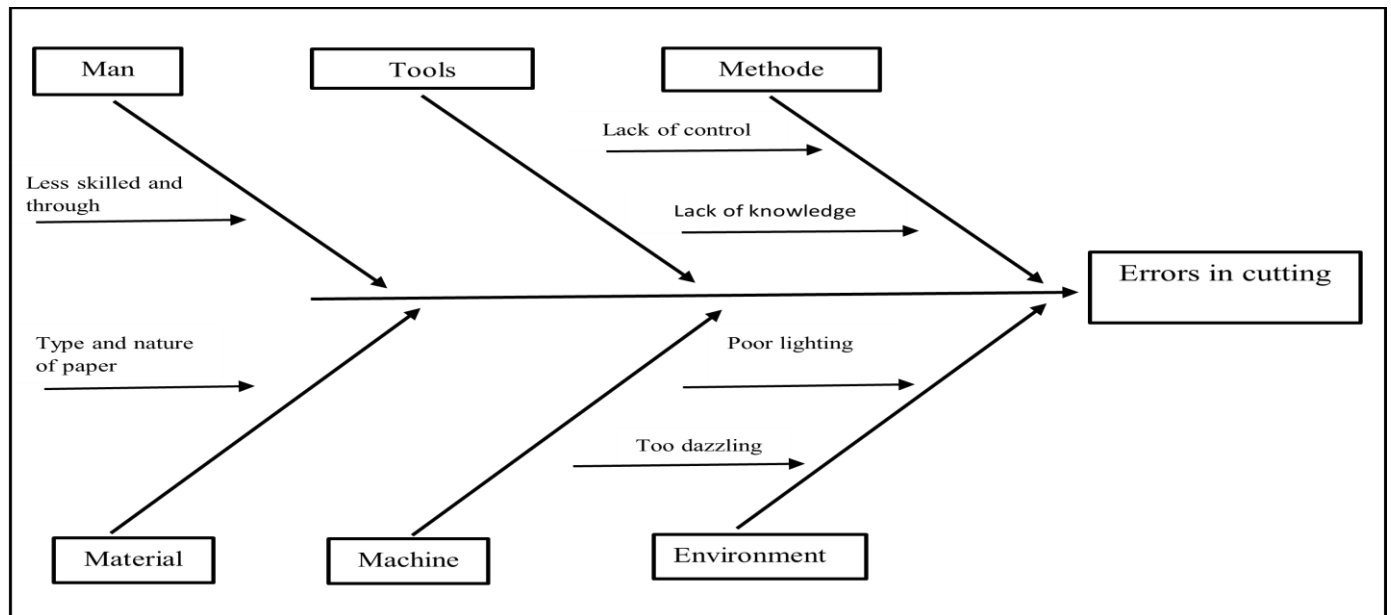 Man
Tools
Methode
Lack of control
Less skilled and
through
Lack of knowledge
Errors in cutting
Type and nature
of paper
Poor lighting
Too dazzling
Material
Machine
Environment